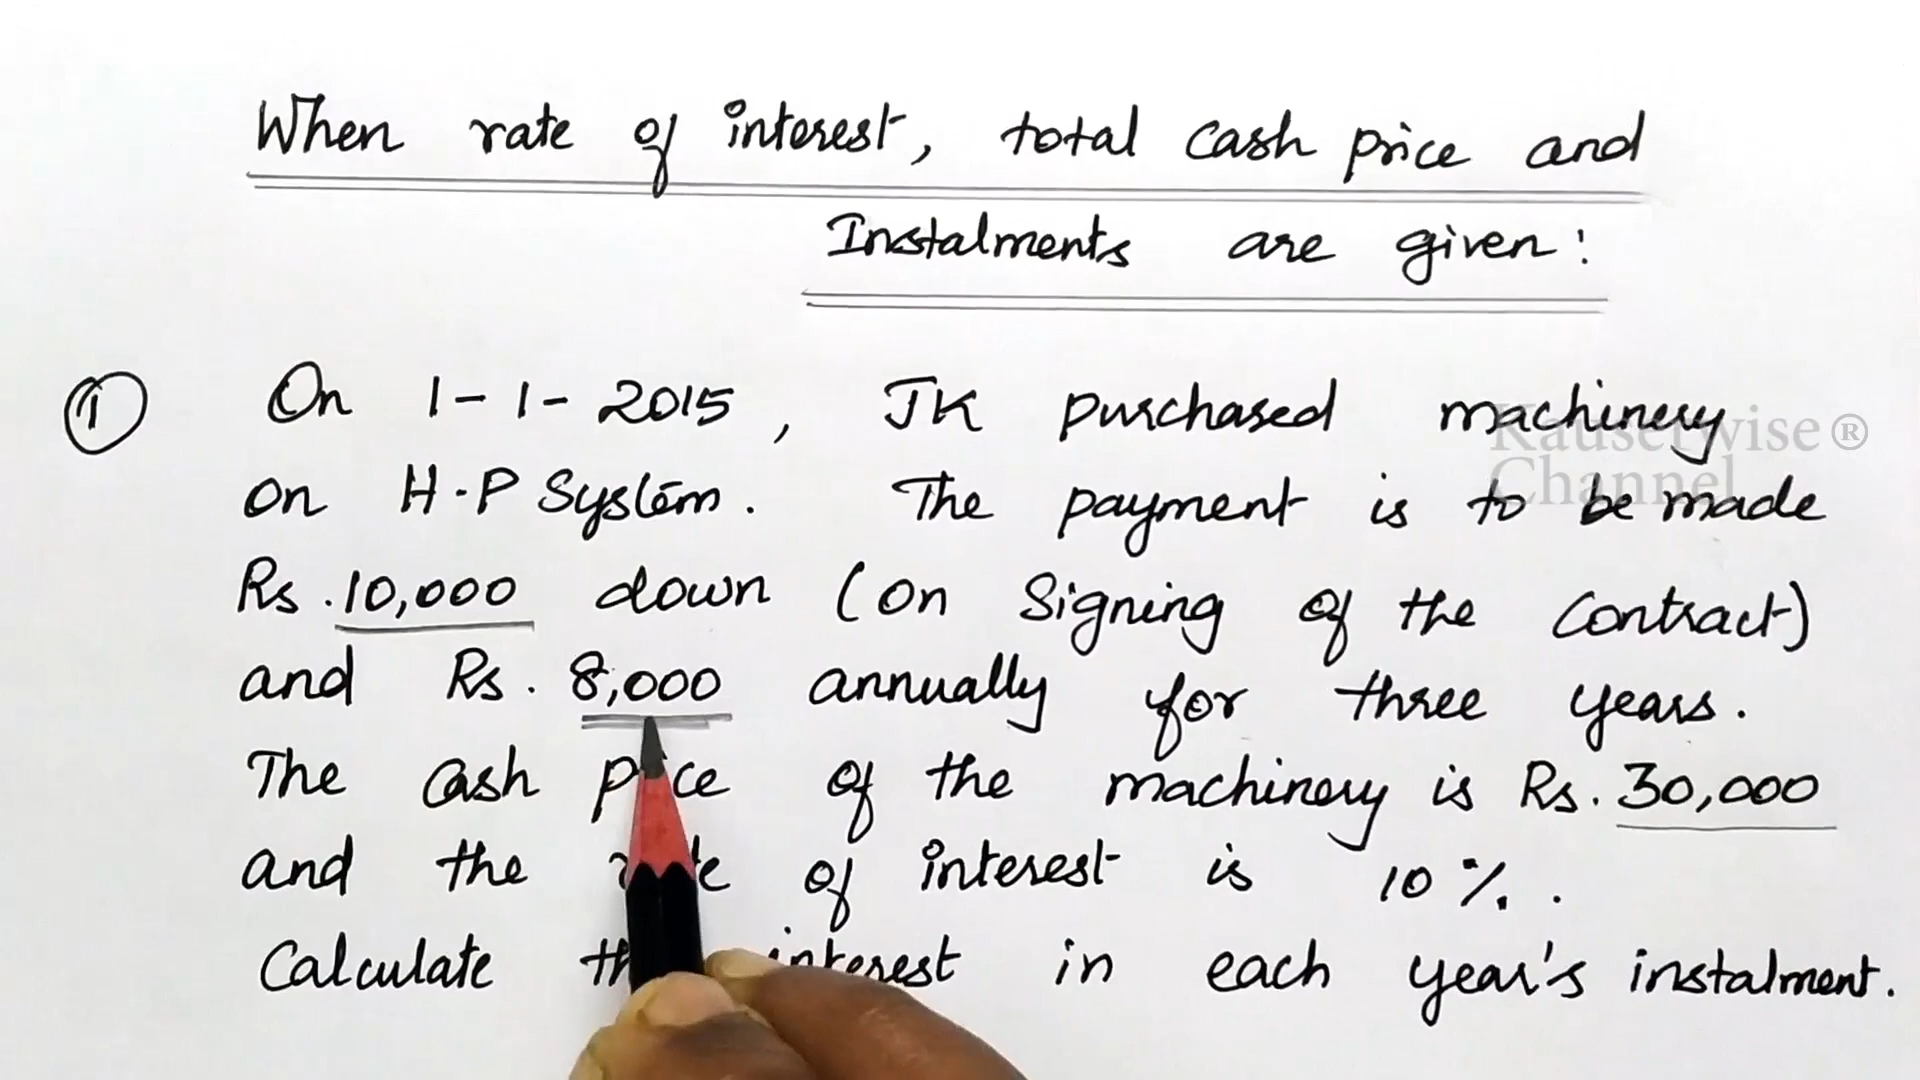 When rate of interest, total cash price and
Instalments are given:
① On 1-1-2015, JK purchased machinery
on H.P System. The payment is to be made
Rs. 10,000 down (on signing of the contract)
and Rs. 8,000 annually for three years.
The cash of the machinery is Rs. 30,000
and the of interest is 10%.
Calculate interest in each year's instalment.
Kauserwise®
Channel